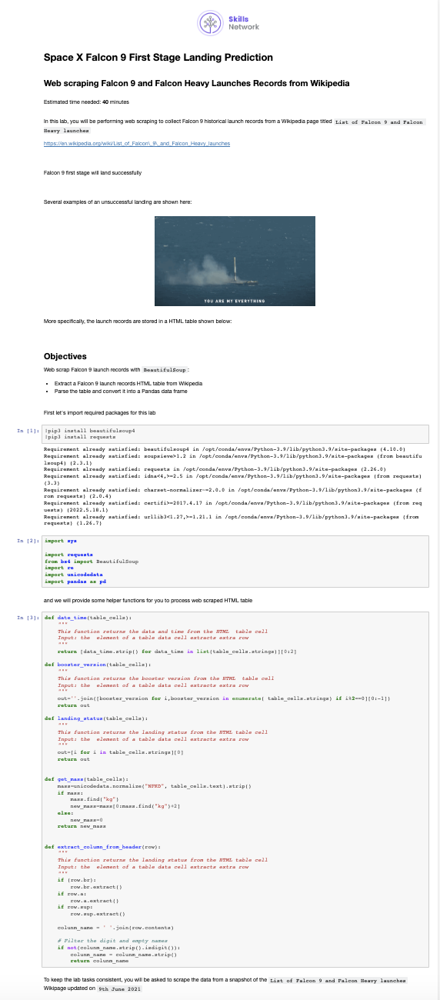 Skills
Network
Space X Falcon 9 First Stage Landing Prediction
Web scraping Falcon 9 and Falcon Heavy Launches Records from Wikipedia
Estimated time needed: 40 minutes
In this lab, you will be performing web scraping to collect Falcon 9 historical launch records from a Wikipedia page titled List of Falcon 9 and Falcon
Heavy launches
https://en.wikipedia.org/wiki/List_of_Falcon\_9\_and_Falcon_Heavy_launches
Falcon 9 first stage will land successfully
Several examples of an unsuccessful landing are shown here:
YOU ARE MY EVERYTHING
More specifically, the launch records are stored in a HTML table shown below:
Objectives
Web scrap Falcon 9 launch records with BeautifulSoup :
• Extract a Falcon 9 launch records HTML table from Wikipedia
• Parse the table and convert it into a Pandas data frame
First let's import required packages for this lab
In [1]: !pip3 install beautifulsoup4
!pip3 install requests
Requirement already satisfied: beautifulsoup4 in /opt/conda/envs/Python-3.9/lib/python3.9/site-packages (4.10.0)
Requirement already satisfied: soupsieve>1.2 in /opt/conda/envs/Python-3.9/lib/python3.9/site-packages (from beautifu
lsoup4) (2.3.1)
Requirement already satisfied: requests in /opt/conda/envs/Python-3.9/lib/python3.9/site-packages (2.26.0)
Requirement already satisfied: idna<4,>=2.5 in /opt/conda/envs/Python-3.9/lib/python3.9/site-packages (from requests)
(3.3)
Requirement already satisfied: charset-normalizer~=2.0.0 in /opt/conda/envs/Python-3.9/lib/python3.9/site-packages (f
rom requests) (2.0.4)
Requirement already satisfied: certifi>=2017.4.17 in /opt/conda/envs/Python-3.9/lib/python3.9/site-packages (from req
uests) (2022.5.18.1)
Requirement already satisfied: urllib3<1.27,>=1.21.1 in /opt/conda/envs/Python-3.9/lib/python3.9/site-packages (from
requests) (1.26.7)
In [2]: import sys
import requests
from bs4 import BeautifulSoup
import re
import unicodedata
import pandas as pd
and we will provide some helper functions for you to process web scraped HTML table
In [3]: def date_time(table_cells):
"""
This function returns the data and time from the HTML  table cell
Input: the  element of a table data cell extracts extra row
"""
return [data_time.strip() for data_time in list(table_cells.strings)][0:2]
def booster_version(table_cells):
"""
This function returns the booster version from the HTML  table cell
Input: the  element of a table data cell extracts extra row
"""
out=''.join([booster_version for i,booster_version in enumerate( table_cells.strings) if i%2==0][0:-1])
return out
def landing_status(table_cells):
"""
This function returns the landing status from the HTML table cell
Input: the  element of a table data cell extracts extra row
"""
out=[i for i in table_cells.strings][0]
return out
def get_mass(table_cells):
mass=unicodedata.normalize("NFKD", table_cells.text).strip()
if mass:
mass.find("kg")
new_mass=mass[0:mass.find("kg")+2]
else:
new_mass=0
return new_mass
def extract_column_from_header(row):
"""
This function returns the landing status from the HTML table cell
Input: the  element of a table data cell extracts extra row
"""
if (row.br):
row.br.extract()
if row.a:
row.a.extract()
if row.sup:
row.sup.extract()
colunm_name = ' '.join(row.contents)
# Filter the digit and empty names
if not(colunm_name.strip().isdigit()):
colunm_name = colunm_name.strip()
return colunm_name
To keep the lab tasks consistent, you will be asked to scrape the data from a snapshot of the List of Falcon 9 and Falcon Heavy launches
Wikipage updated on 9th June 2021